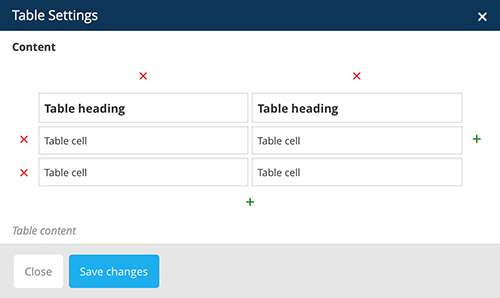 Table Settings
Content
Table heading Table heading
Table cell Table cell
Table cell Table cell
Table content
Close Save changes